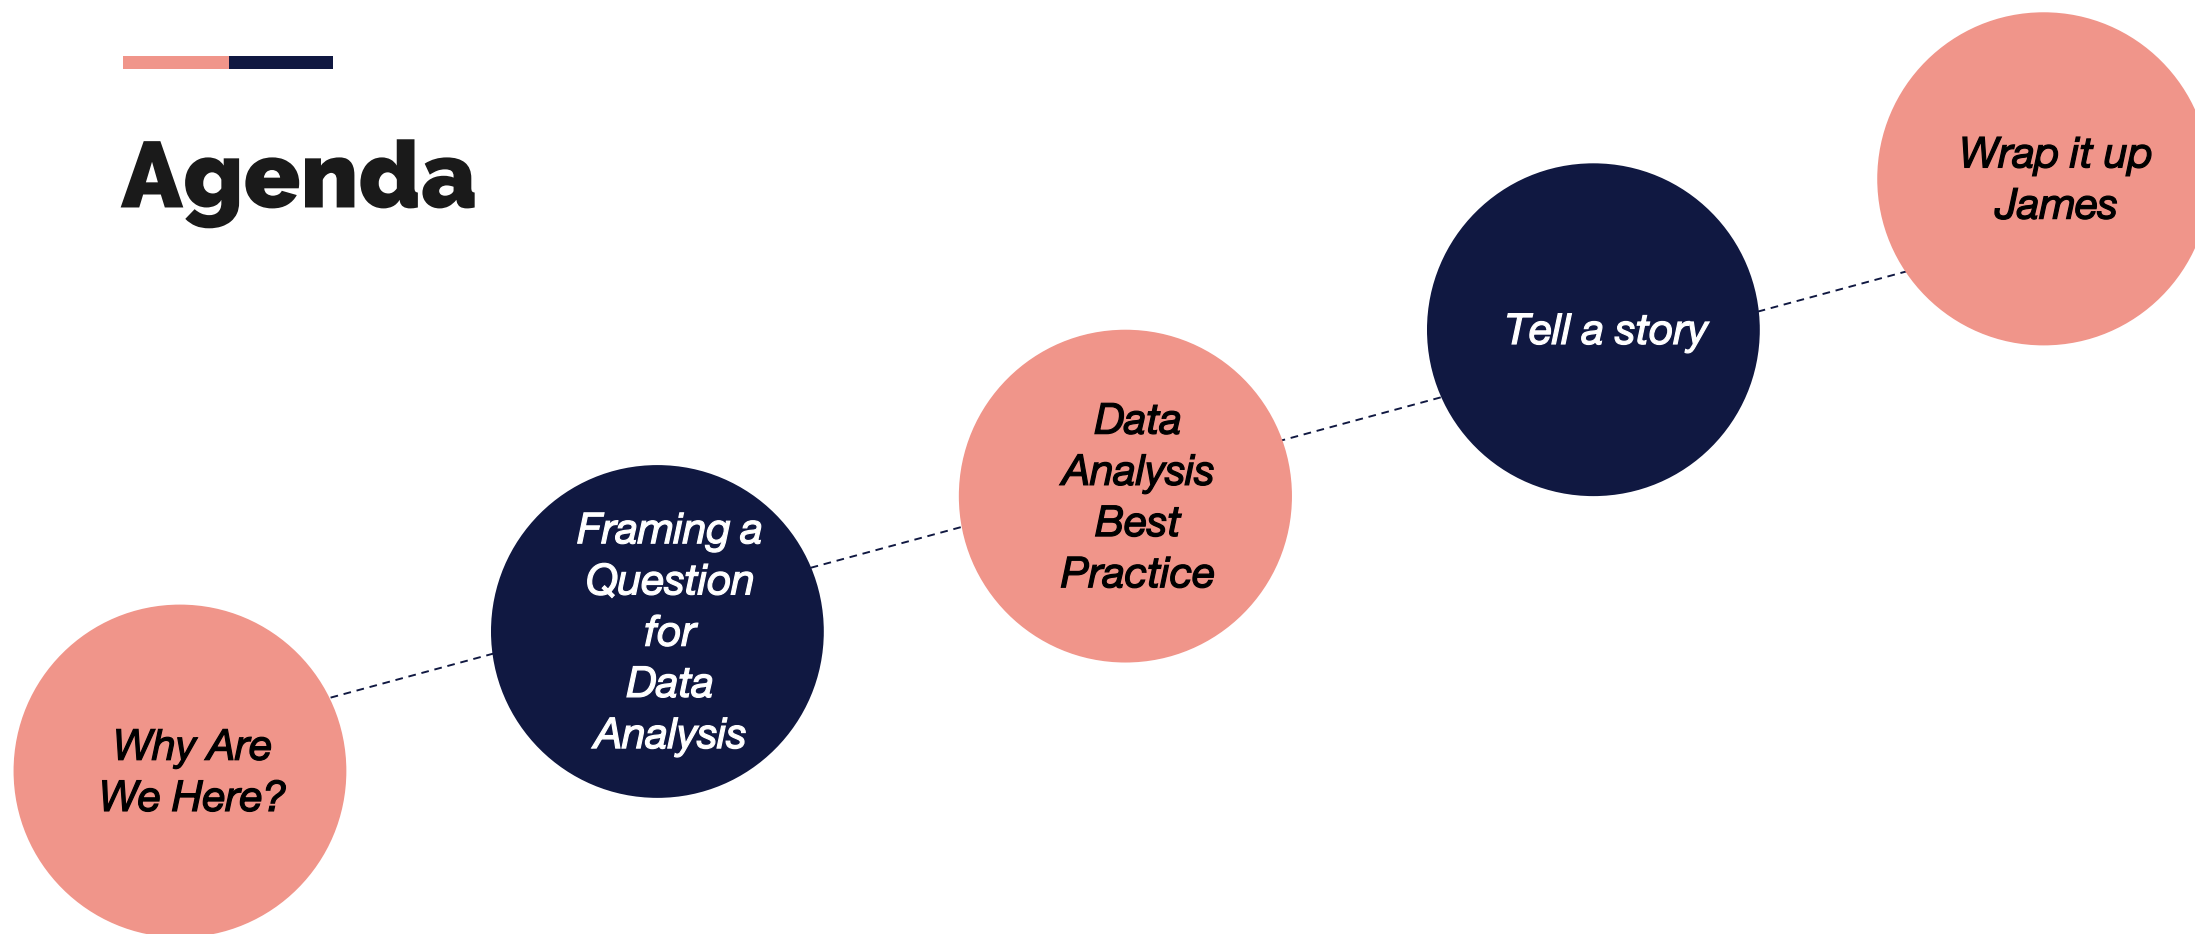 Agenda
Why Are
We Here?
Framing a
Question
for
Data
Analysis
Data
Analysis
Best
Practice
Tell a story
Wrap it up
James